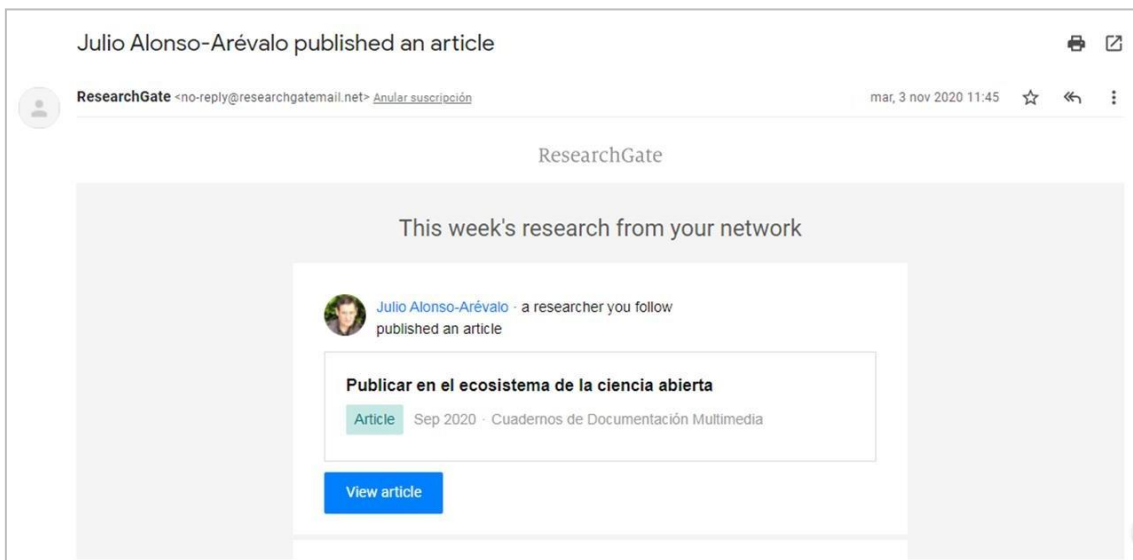 Julio Alonso-Arévalo published an article
ResearchGate <no-reply@researchgatemail.net> Anular suscripción
mar, 3 nov 2020 11:45
ResearchGate
This week's research from your network
Julio Alonso-Arévalo · a researcher you follow
published an article
Publicar en el ecosistema de la ciencia abierta
Article Sep 2020 · Cuadernos de Documentación Multimedia
View article